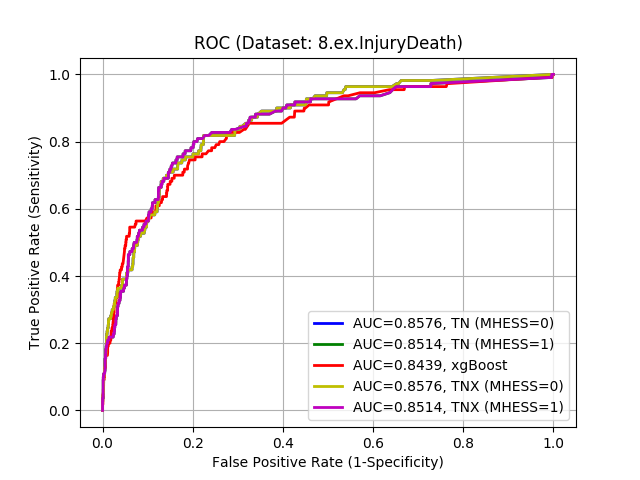 ROC (Dataset: 8.ex.InjuryDeath)
True Positive Rate (Sensitivity)
1.0
0.8
0.6
0.4
0.2
0.0
AUC=0.8576, TN (MHESS=0)
AUC=0.8514, TN (MHESS=1)
AUC=0.8439, xgBoost
AUC=0.8576, TNX (MHESS=0)
AUC=0.8514, TNX (MHESS=1)
0.0 0.2 0.4 0.6 0.8 1.0
False Positive Rate (1-Specificity)